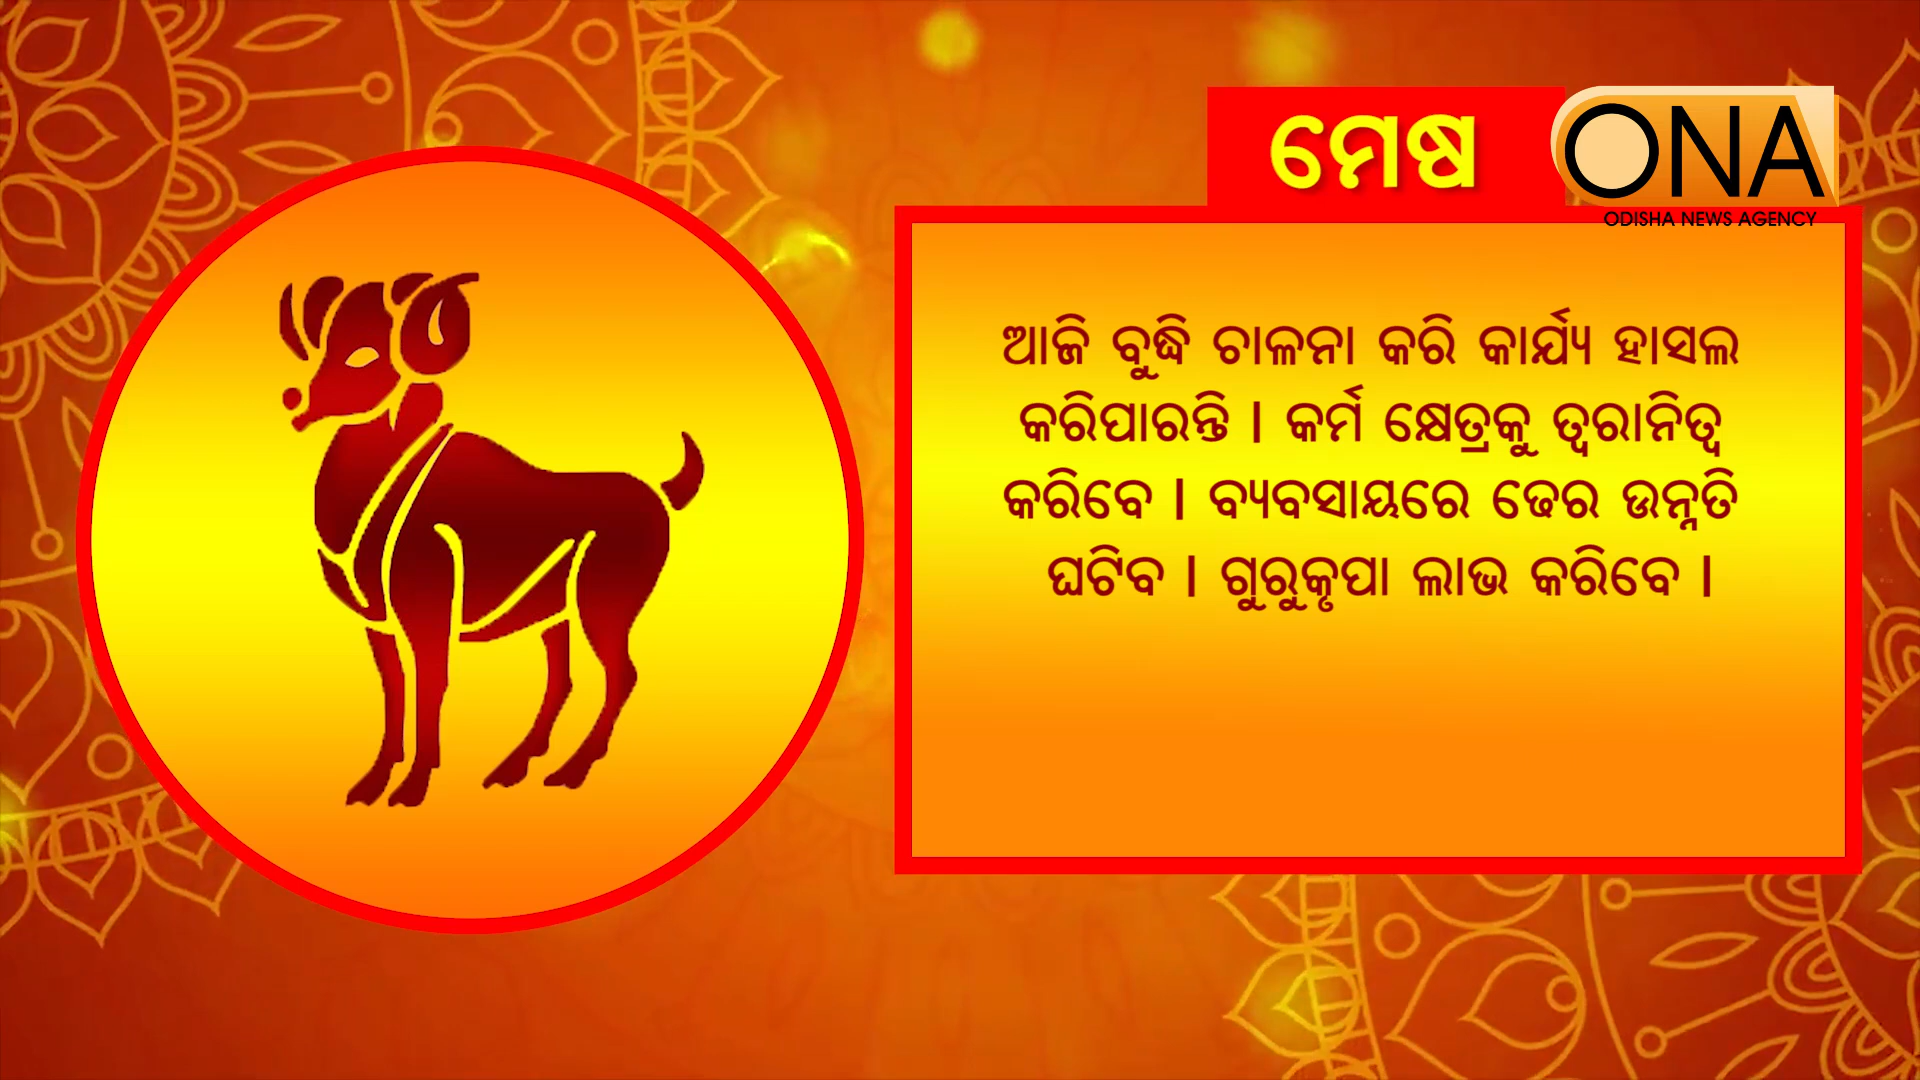 ମେଷ
ONA
ODISHA NEWS AGENCY
ଆଜି ବୁଦ୍ଧି ଚାଳନା କରି କାର୍ଯ୍ୟ ହାସଲ
କରିପାରନ୍ତି ।  କର୍ମ କ୍ଷେତ୍ରକୁ ତ୍ୱରାନିତ୍ୱ
କରିବେ । ବ୍ୟବସାୟରେ ଢେର ଉନ୍ନତି
ଘଟିବ । ଗୁରୁକୃପା ଲାଭ କରିବେ ।